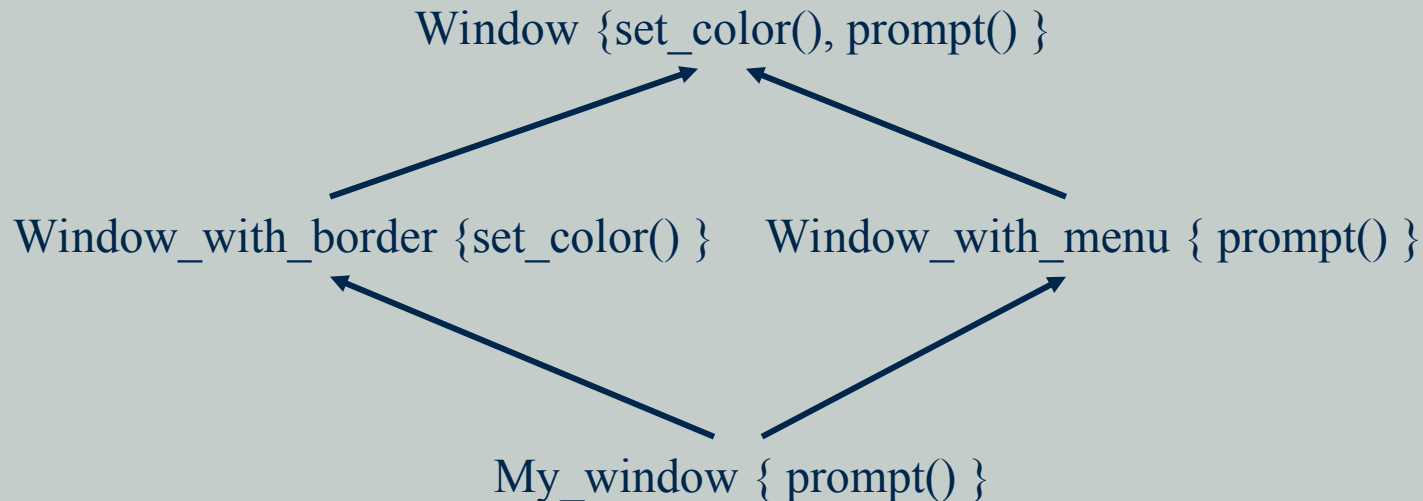 Window {set_color(), prompt() }
Window_with_border {set_color() } Window_with_menu { prompt() }
My_window { prompt() }